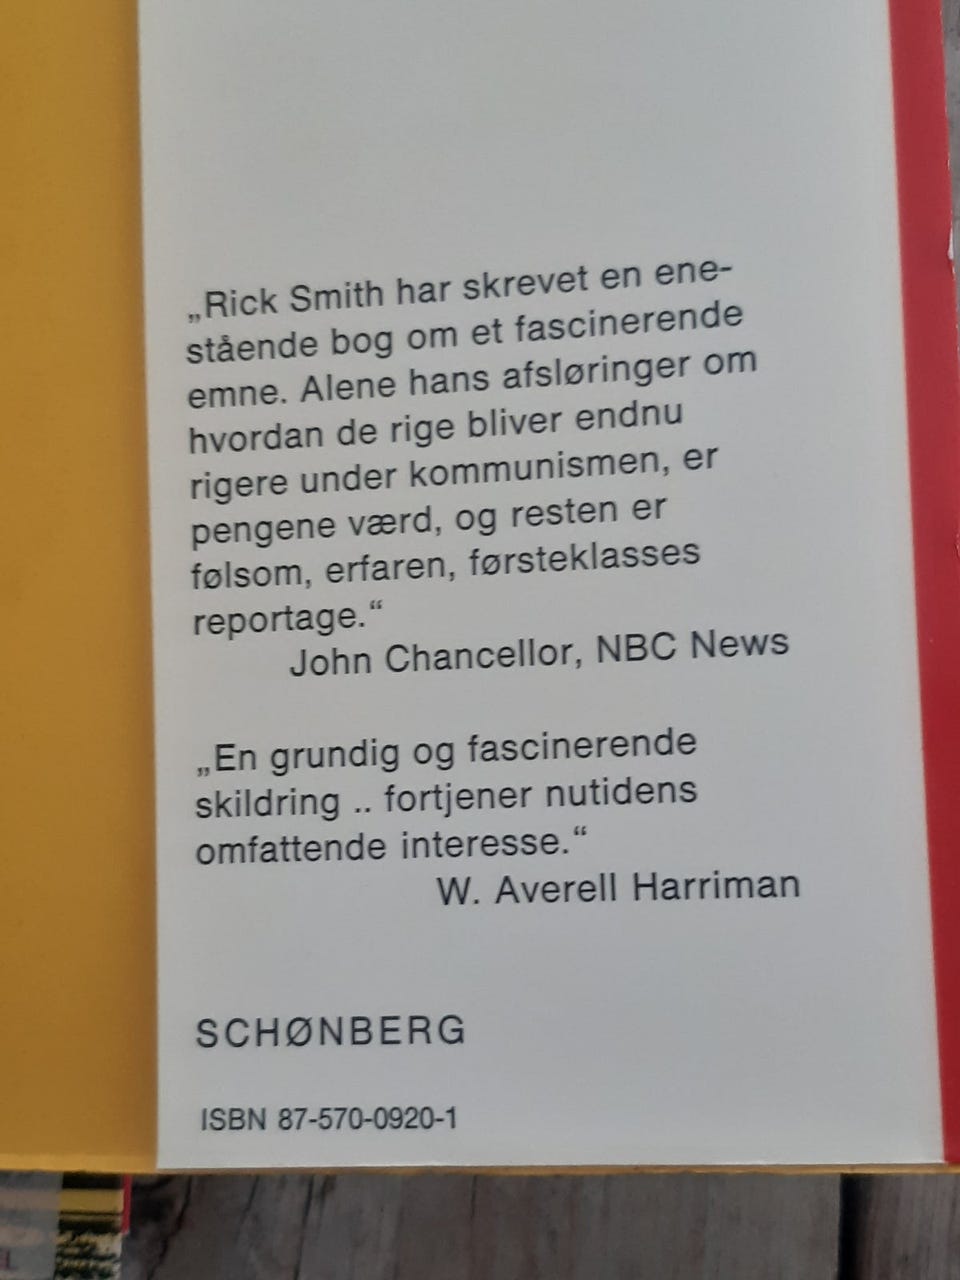 „Rick Smith har skrevet en ene-
stående bog om et fascinerende
emne. Alene hans afsløringer om
hvordan de rige bliver endnu
rigere under kommunismen, er
pengene værd, og resten er
følsom, erfaren, førsteklasses
reportage.“
John Chancellor, NBC News
„En grundig og fascinerende
skildring .. fortjener nutidens
omfattende interesse.“
W. Averell Harriman
SCHØNBERG
ISBN 87-570-0920-1